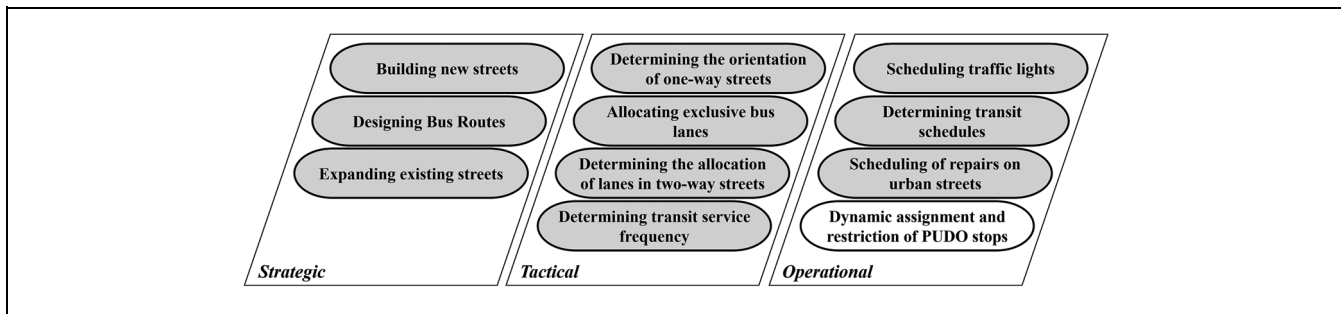 Building new streets
Designing Bus Routes
Expanding existing streets
Strategic
Determining the orientation
of one-way streets
Allocating exclusive bus
lanes
Determining the allocation
of lanes in two-way streets
Determining transit service
frequency
Tactical
Scheduling traffic lights
Determining transit
schedules
Scheduling of repairs on
urban streets
Dynamic assignment and
restriction of PUDO stops
Operational